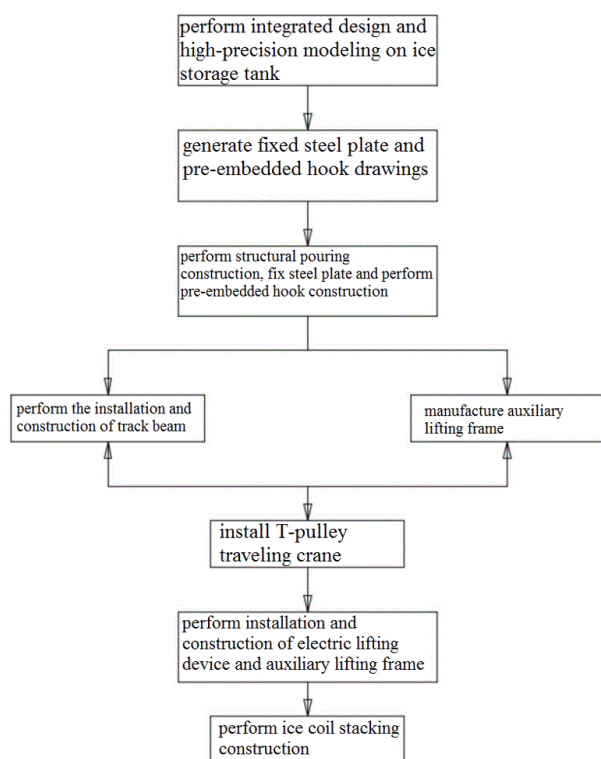 perform integrated design and
high-precision modeling on ice
storage tank
generate fixed steel plate and
pre-embedded hook drawings
perform structural pouring
construction, fix steel plate and perform
pre-embedded hook construction
perform the installation and
construction of track beam
manufacture auxiliary
lifting frame
install T-pulley
traveling crane
perform installation and
construction of electric lifting
device and auxiliary lifting frame
perform ice coil stacking
construction